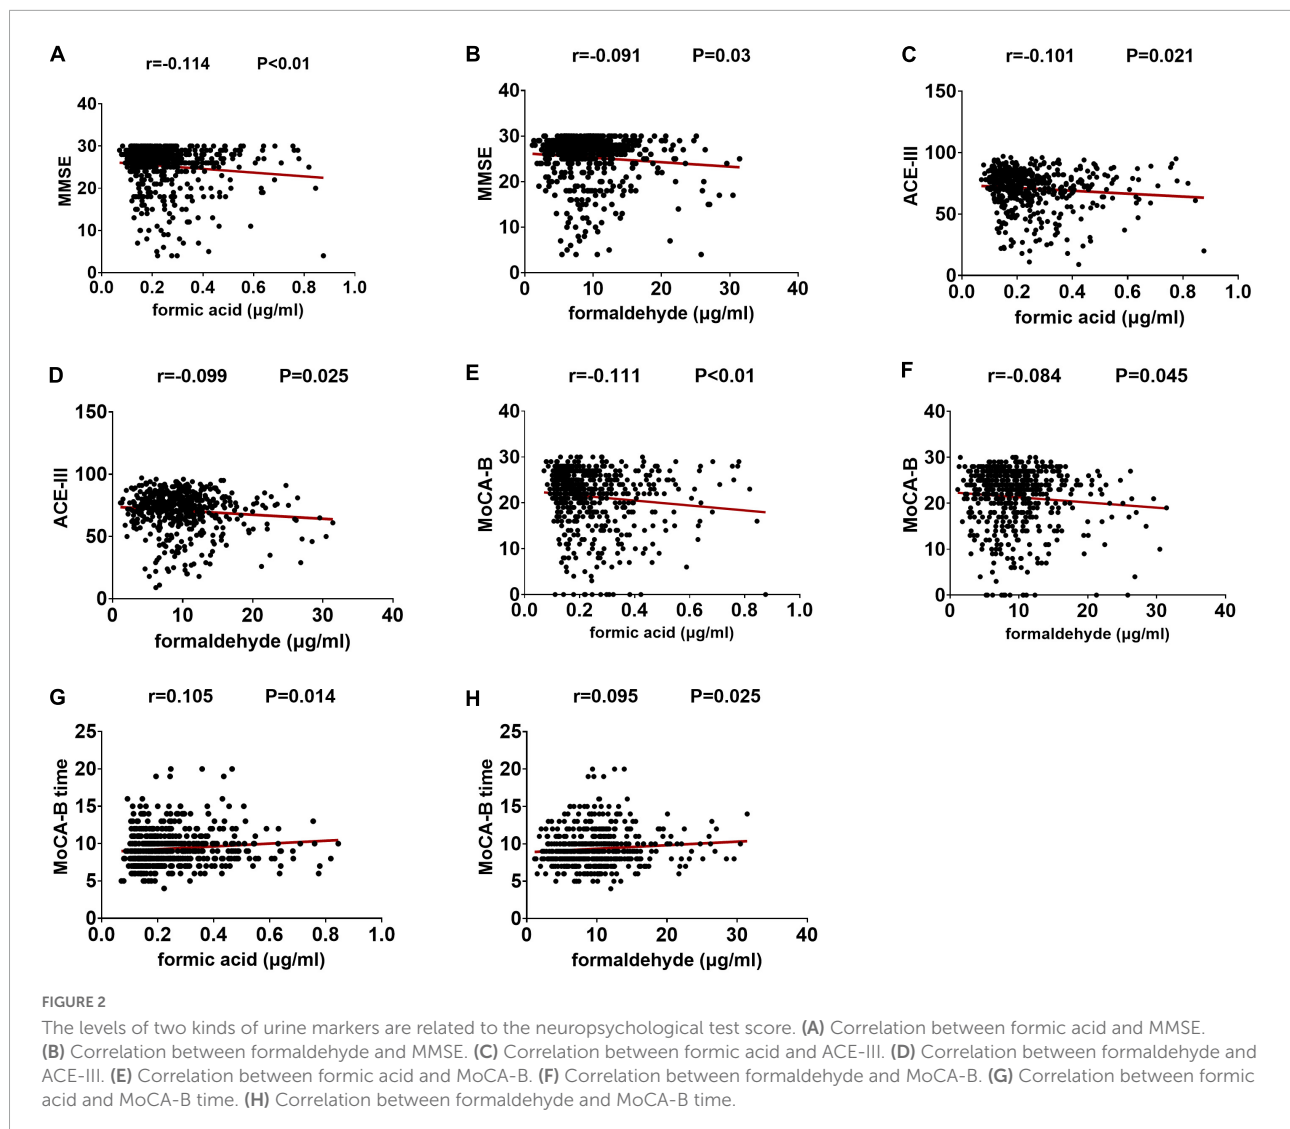 A
r=-0.114 P<0.01
MMSE
40
30
20
10
0
0.0 0.2 0.4 0.6 0.8 1.0
formic acid (µg/ml)
B
r=-0.091 P=0.03
MMSE
40
30
20
10
0
0 10 20 30 40
formaldehyde (µg/ml)
C
r=-0.101 P=0.021
ACE-III
150
100
50
0
0.0 0.2 0.4 0.6 0.8 1.0
formic acid (µg/ml)
D
r=-0.099 P=0.025
ACE-III
150
100
50
0
0 10 20 30 40
formaldehyde (µg/ml)
E
r=-0.111 P<0.01
MoCA-B
40
30
20
10
0
0.0 0.2 0.4 0.6 0.8 1.0
formic acid (µg/ml)
F
r=-0.084 P=0.045
MoCA-B
40
30
20
10
0
0 10 20 30 40
formaldehyde (µg/ml)
G
r=0.105 P=0.014
MoCA-B time
25
20
15
10
5
0
0.0 0.2 0.4 0.6 0.8 1.0
formic acid (µg/ml)
H
r=0.095 P=0.025
MoCA-B time
25
20
15
10
5
0
0 10 20 30 40
formaldehyde (µg/ml)
FIGURE 2
The levels of two kinds of urine markers are related to the neuropsychological test score. (A) Correlation between formic acid and MMSE.
(B) Correlation between formaldehyde and MMSE. (C) Correlation between formic acid and ACE-III. (D) Correlation between formaldehyde and
ACE-III. (E) Correlation between formic acid and MoCA-B. (F) Correlation between formaldehyde and MoCA-B. (G) Correlation between formic
acid and MoCA-B time. (H) Correlation between formaldehyde and MoCA-B time.